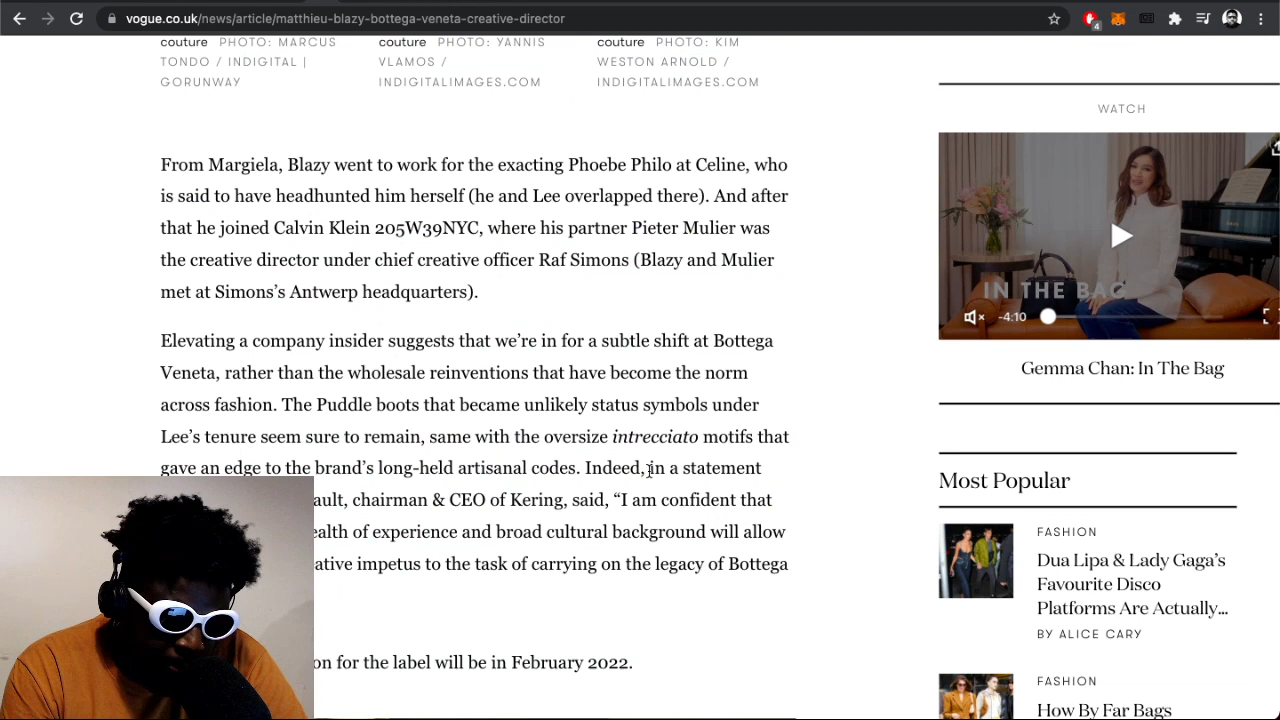 vogue.co.uk/news/article/matthieu-blazy-bottega-veneta-creative-director
4
couture PHOTO: MARCUS
TONDO / INDIGITAL |
GORUNWAY
couture PHOTO: YANNIS
VLAMOS /
INDIGITALIMAGES.COM
couture PHOTO: KIM
WESTON ARNOLD /
INDIGITALIMAGES.COM
From Margiela, Blazy went to work for the exacting Phoebe Philo at Celine, who
is said to have headhunted him herself (he and Lee overlapped there). And after
that he joined Calvin Klein 205W39NYC, where his partner Pieter Mulier was
the creative director under chief creative officer Raf Simons (Blazy and Mulier
met at Simons’s Antwerp headquarters).
Elevating a company insider suggests that we’re in for a subtle shift at Bottega
Veneta, rather than the wholesale reinventions that have become the norm
across fashion. The Puddle boots that became unlikely status symbols under
Lee’s tenure seem sure to remain, same with the oversize intrecciato motifs that
gave an edge to the brand’s long-held artisanal codes. Indeed, in a statement
ault, chairman & CEO of Kering, said, “I am confident that
ealth of experience and broad cultural background will allow
ative impetus to the task of carrying on the legacy of Bottega
on for the label will be in February 2022.
WATCH
IN THE BAG
-4:10
Gemma Chan: In The Bag
Most Popular
FASHION
Dua Lipa & Lady Gaga’s
Favourite Disco
Platforms Are Actually...
BY ALICE CARY
FASHION
How By Far Bags